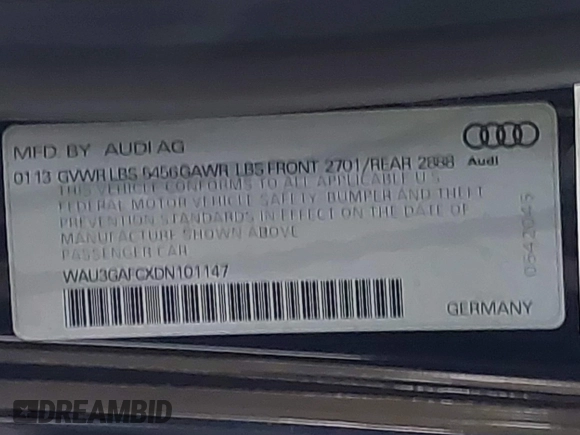 MFD. BY AUDI AG
0113 GVWR LBS 5456 GAWR LBS FRONT 2701/REAR 2888
Audi
THIS VEHICLE CONFORMS TO ALL APPLICABLE U.S.
FEDERAL MOTOR VEHICLE SAFETY, BUMPER AND THEFT
PREVENTION STANDARDS IN EFFECT ON THE DATE OF
MANUFACTURE SHOWN ABOVE
PASSENGER CAR
WAU3GAFCXDN101147
GERMANY
0542045
DREAMBID